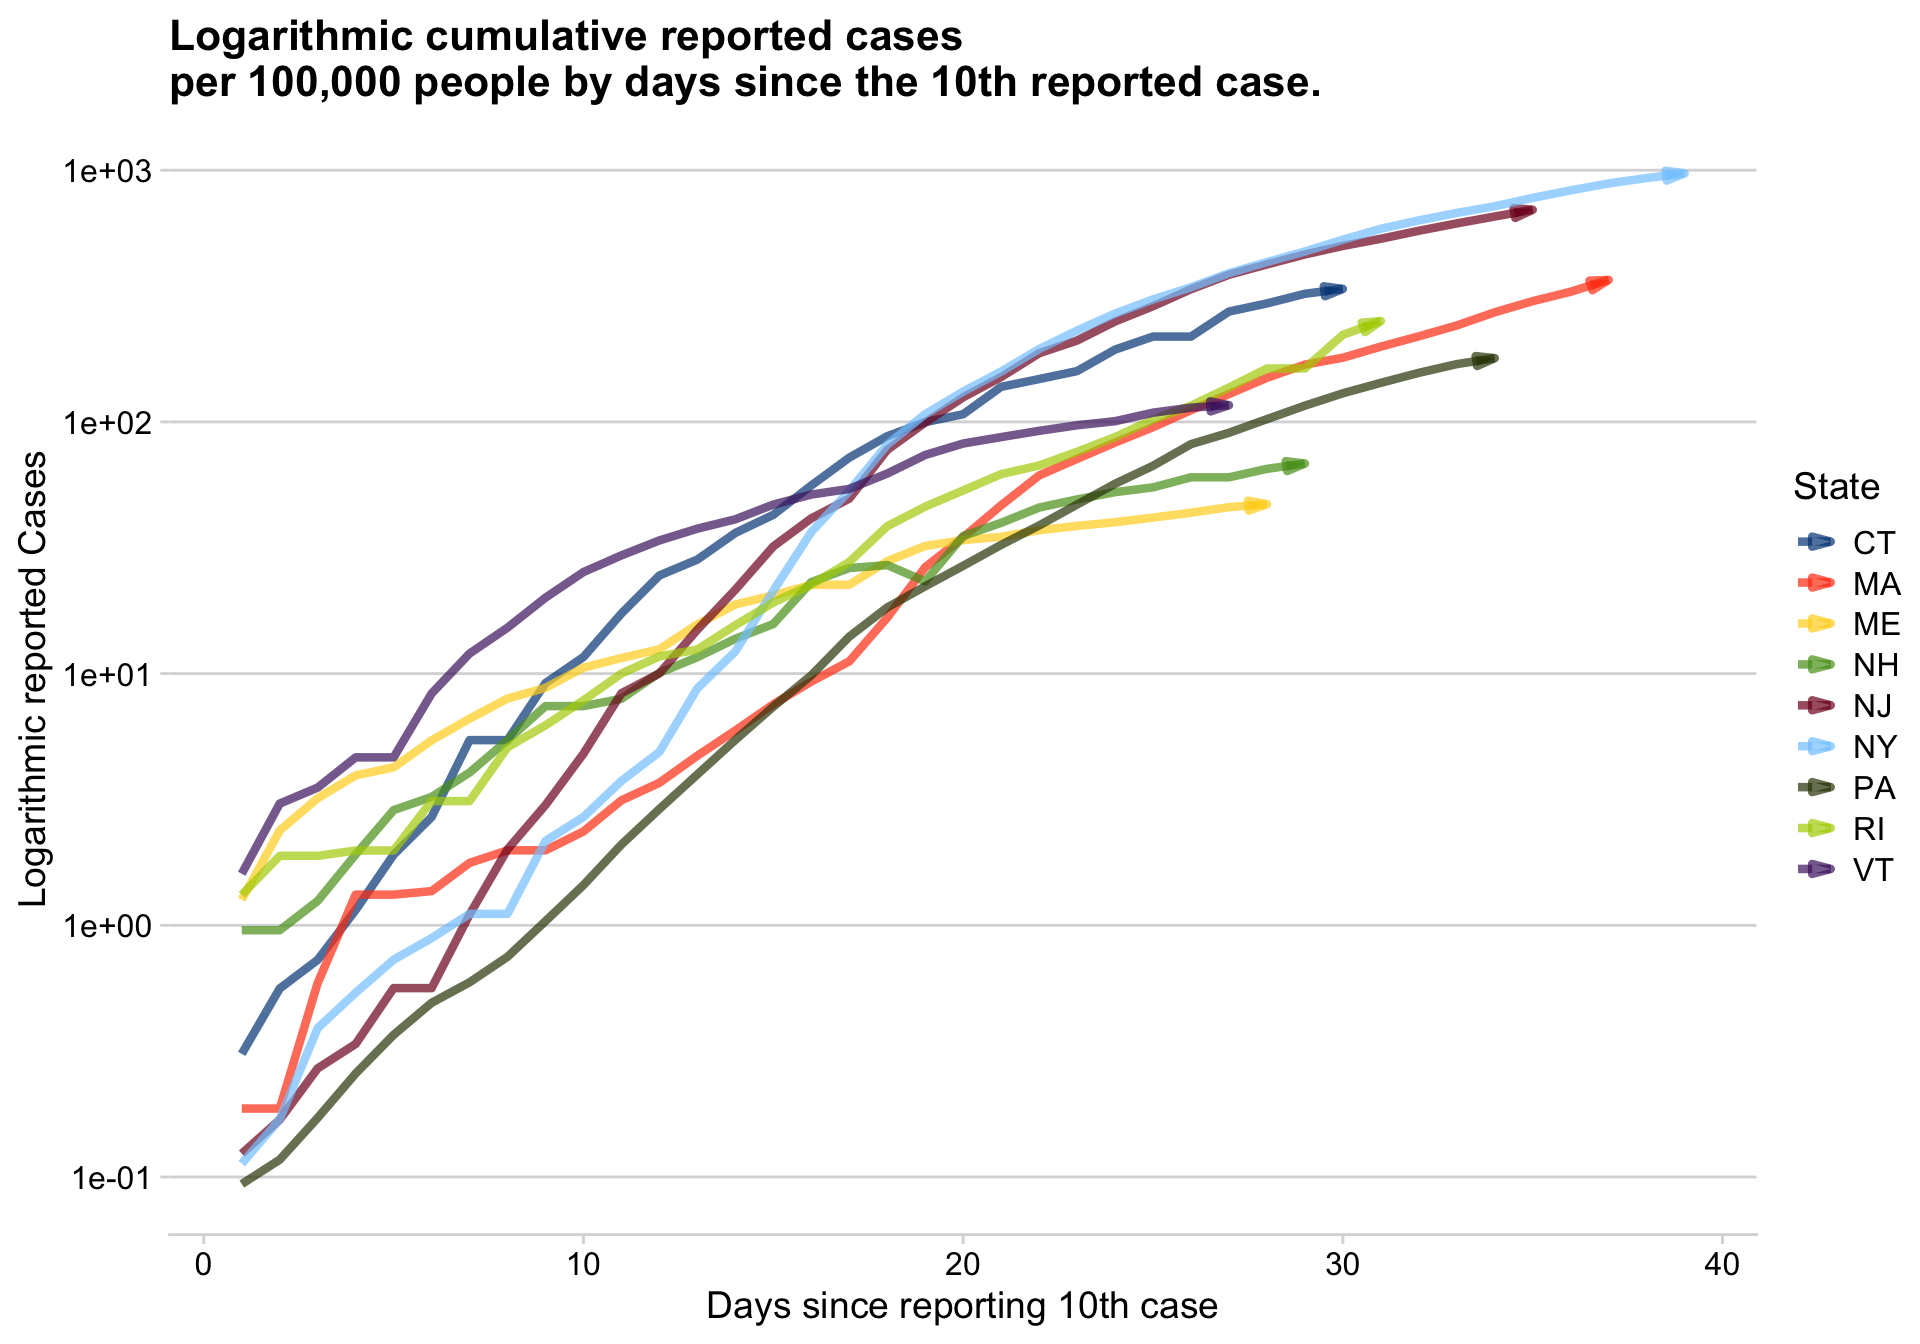 Logarithmic cumulative reported cases
per 100,000 people by days since the 10th reported case.
1e+03
1e+02
1e+01
1e+00
1e-01
Logarithmic reported Cases
0
10
20
30
40
Days since reporting 10th case
State
CT
MA
ME
NH
NJ
NY
PA
RI
VT